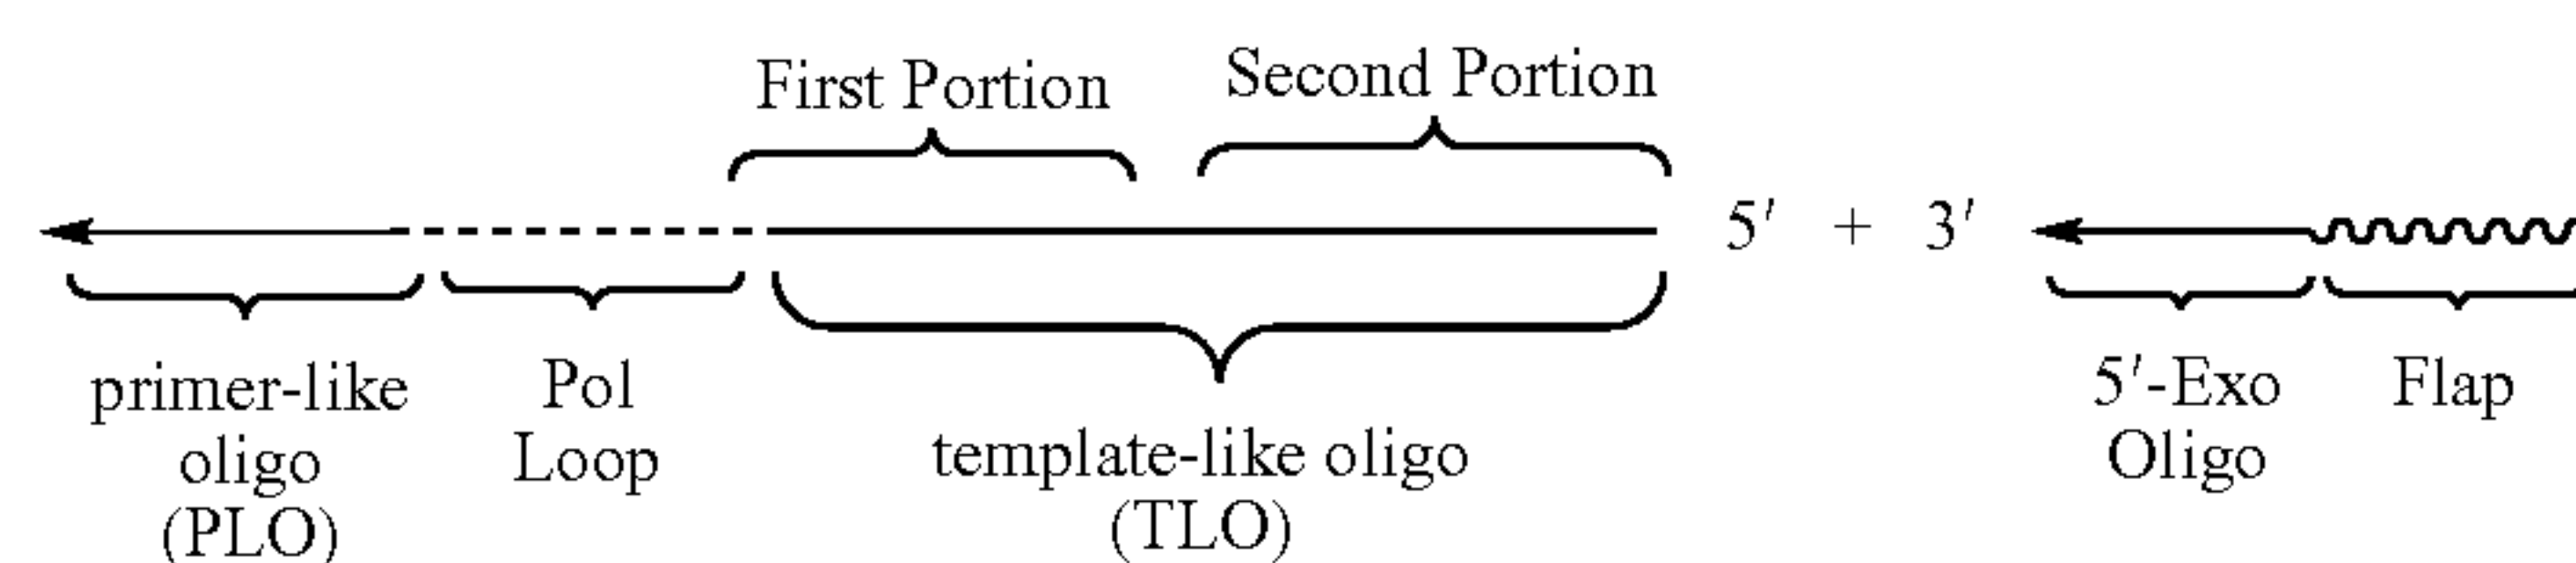 First Portion
Second Portion
5′ + 3′
primer-like
oligo
(PLO)
Pol
Loop
template-like oligo
(TLO)
5′-Exo
Oligo
Flap